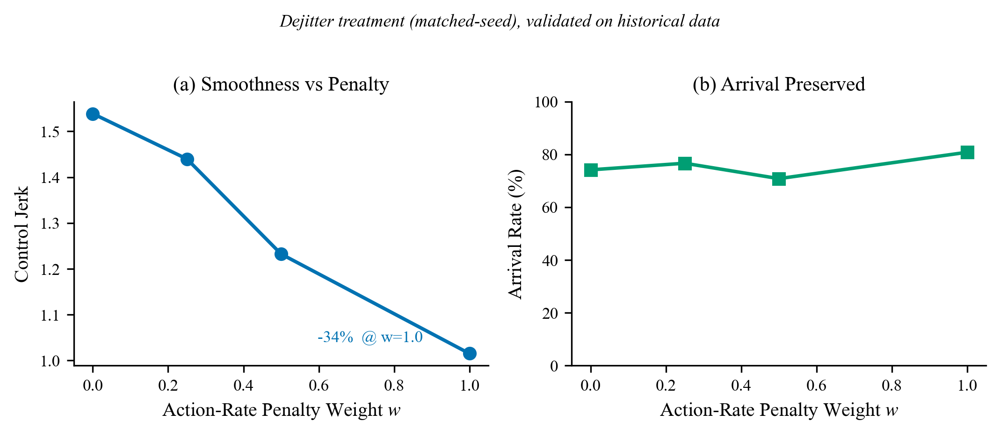 Dejitter treatment (matched-seed), validated on historical data
(a) Smoothness vs Penalty
Control Jerk
1.5
1.4
1.3
1.2
1.1
1.0
-34% @ w=1.0
0.0 0.2 0.4 0.6 0.8 1.0
Action-Rate Penalty Weight w
(b) Arrival Preserved
Arrival Rate (%)
100
80
60
40
20
0
0.0 0.2 0.4 0.6 0.8 1.0
Action-Rate Penalty Weight w